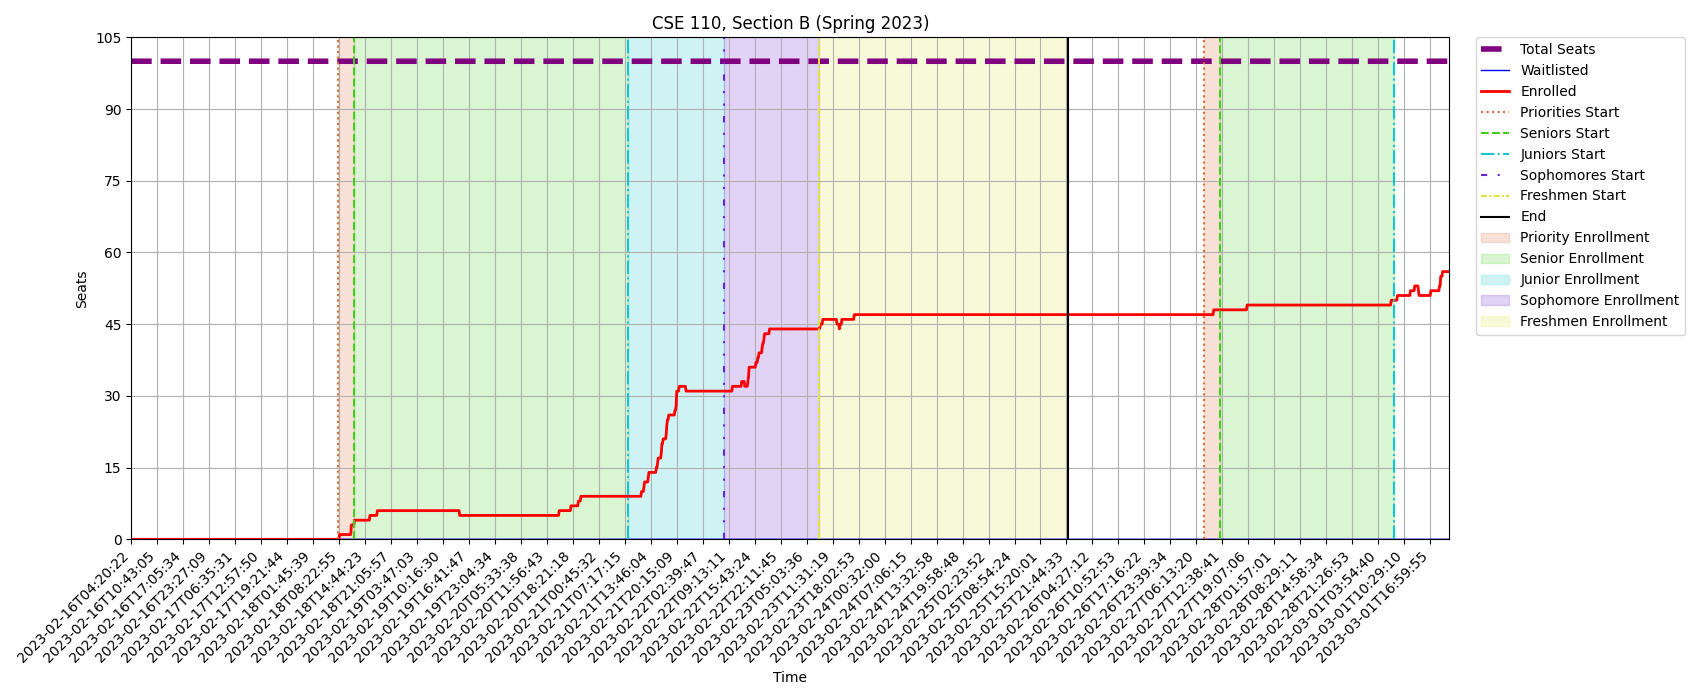 CSE 110, Section B (Spring 2023)
105
90
75
60
45
30
15
0
Seats
2023-02-16T04:20:22
2023-02-16T10:43:05
2023-02-16T17:05:34
2023-02-16T23:27:09
2023-02-17T06:35:31
2023-02-17T12:57:50
2023-02-17T19:21:44
2023-02-18T01:45:39
2023-02-18T08:22:55
2023-02-18T14:44:23
2023-02-18T21:05:57
2023-02-19T03:47:03
2023-02-19T10:16:30
2023-02-19T16:41:47
2023-02-19T23:04:34
2023-02-20T05:33:38
2023-02-20T11:56:43
2023-02-20T18:21:18
2023-02-21T00:45:32
2023-02-21T07:17:15
2023-02-21T13:46:04
2023-02-21T20:15:09
2023-02-22T02:39:47
2023-02-22T09:13:11
2023-02-22T15:43:24
2023-02-22T22:11:45
2023-02-23T05:03:36
2023-02-23T11:31:19
2023-02-23T18:02:53
2023-02-24T00:32:00
2023-02-24T07:06:15
2023-02-24T13:32:58
2023-02-24T19:58:48
2023-02-25T02:23:52
2023-02-25T08:54:24
2023-02-25T15:20:01
2023-02-25T21:44:33
2023-02-26T04:27:12
2023-02-26T10:52:53
2023-02-26T17:16:22
2023-02-26T23:39:34
2023-02-27T06:13:20
2023-02-27T12:38:41
2023-02-27T19:07:06
2023-02-28T01:57:01
2023-02-28T08:29:11
2023-02-28T14:58:34
2023-02-28T21:26:53
2023-03-01T03:54:40
2023-03-01T10:29:10
2023-03-01T16:59:55
Time
Total Seats
Waitlisted
Enrolled
Priorities Start
Seniors Start
Juniors Start
Sophomores Start
Freshmen Start
End
Priority Enrollment
Senior Enrollment
Junior Enrollment
Sophomore Enrollment
Freshmen Enrollment